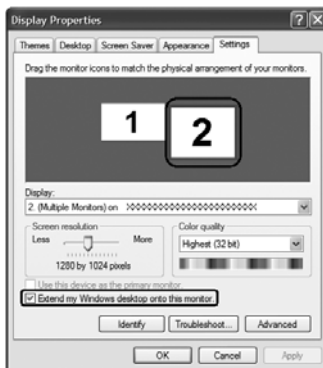 Display Properties
Themes Desktop Screen Saver Appearance Settings
Drag the monitor icons to match the physical arrangement of your monitors.
1 2
Display:
2. (Multiple Monitors) on XXXXXXXXXXXXXXXXXXXXXXXX
Screen resolution
Less More
1280 by 1024 pixels
Color quality
Highest (32 bit)
Use this device as the primary monitor.
Extend my Windows desktop onto this monitor.
Identify Troubleshoot... Advanced
OK Cancel Apply